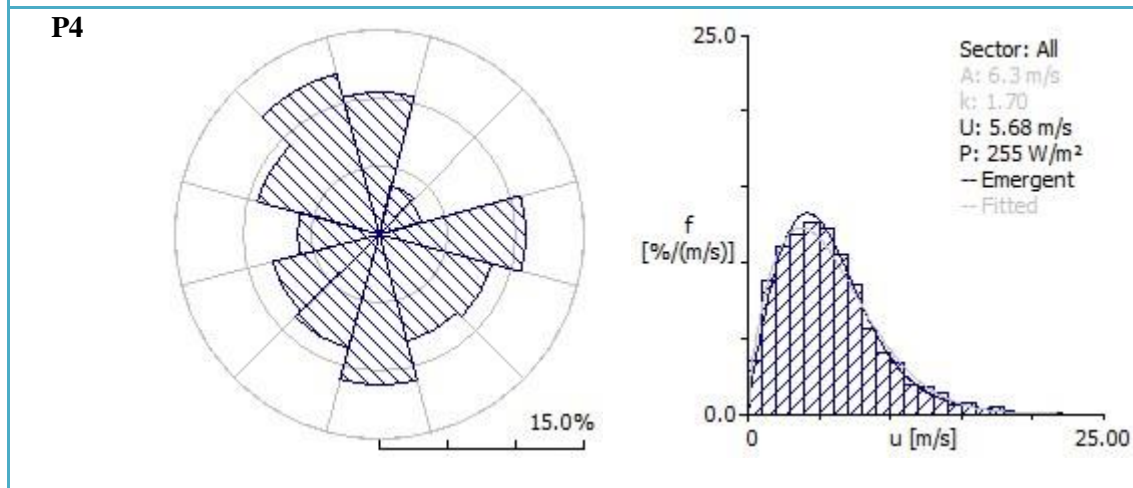 P4
15.0%
25.0
f
[%/(m/s)]
0.0
0
u [m/s]
25.00
Sector: All
A: 6.3 m/s
k: 1.70
U: 5.68 m/s
P: 255 W/m²
-- Emergent
-- Fitted